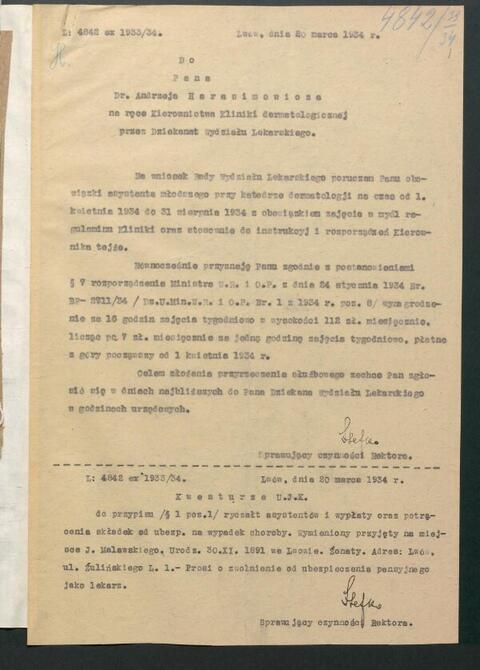 4842/33/34
L: 4842 ex 1933/34. Lwów, dnia 20 marca 1934 r.
Do
Pana
Dr. Andrzeja Harasimowicza
na ręce Kierownictwa Kliniki dermatologicznej
przez Dziekanat Wydziału Lekarskiego.
Na wniosek Rady Wydziału Lekarskiego poruczam Panu obo-
wiązki asystenta młodszego przy katedrze dermatologji na czas od 1.
kwietnia 1934 do 31 sierpnia 1934 z obowiązkiem zajęcia w myśl re-
gulaminu Kliniki oraz stosownie do instrukcyj i rozporządzeń Kierow-
nika tejże.
Równocześnie przyznaję Panu zgodnie z postanowieniami
§ 7 rozporządzenia Ministra W.R. i O.P. z dnia 24 stycznia 1934 Nr.
BP-2911/34 / Dz.U.Min.W.R. i O.P. Nr. 1 z 1934 r. poz. 8/ wynagrodze-
nie za 16 godzin zajęcia tygodniowo w wysokości 112 zł. miesięcznie,
licząc po 7 zł. miesięcznie za jedną godzinę zajęcia tygodniowo, płatne
z góry począwszy od 1 kwietnia 1934 r.
Celem złożenia przyrzeczenia służbowego zechce Pan zgło-
sić się w dniach najbliższych do Pana Dziekana Wydziału Lekarskiego
w godzinach urzędowych.
Sprawujący czynności Rektora.
L: 4842 ex 1933/34. Lwów, dnia 20 marca 1934 r.
Kwesturze U.J.K.
do przypisu /§ 1 poz.1/ ryczałt asystentów i wypłaty oraz potrą-
cenia składek od ubezp. na wypadek choroby. Wymieniony przyjęty na miej-
sce J. Malawskiego. Urodz. 30.XI. 1891 we Lwowie. Żonaty. Adres: Lwów,
ul. Żulińskiego L. 1.- Prosi o zwolnienie od ubezpieczenia pensyjnego
jako lekarz.
Sprawujący czynności Rektora.